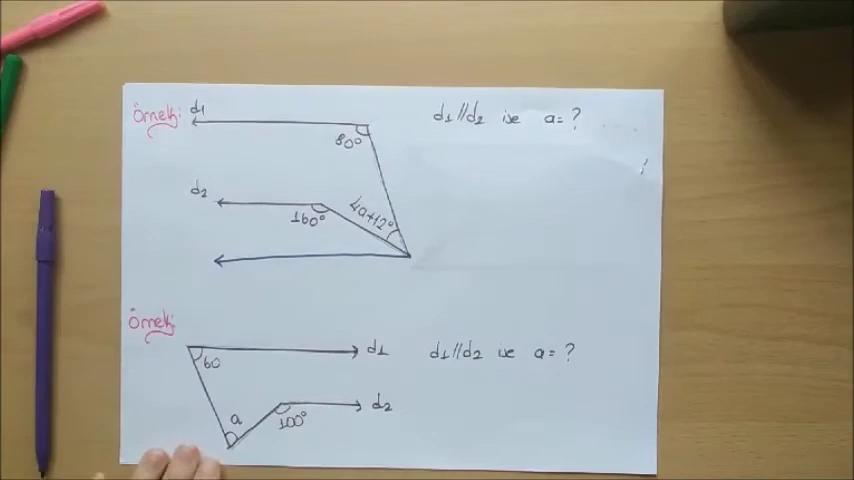 Örnek:
d1
d1//d2 ise a=?
80°
d2
160°
4a+12°
Örnek:
d1
d1//d2 ise a=?
60
d2
a
100°